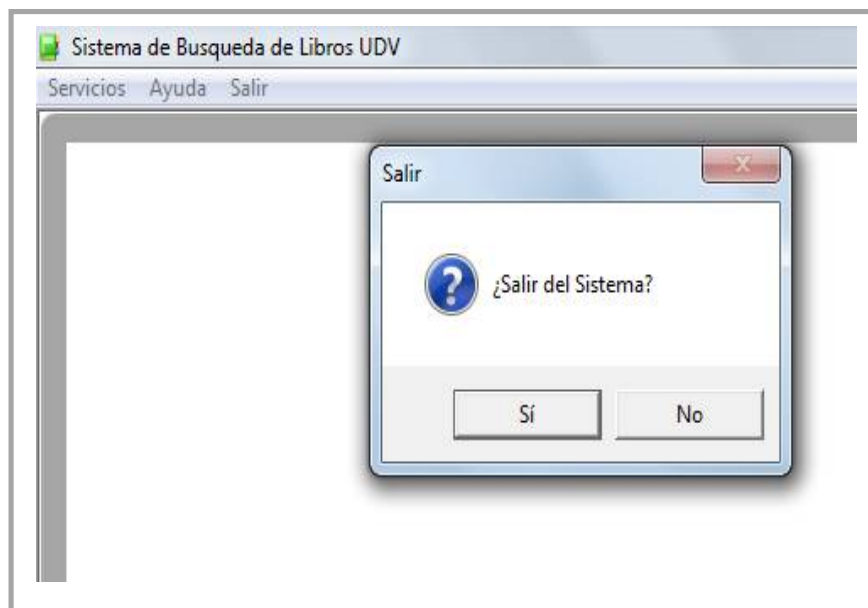 Sistema de Busqueda de Libros UDV
Servicios Ayuda Salir
Salir
¿Salir del Sistema?
Sí No